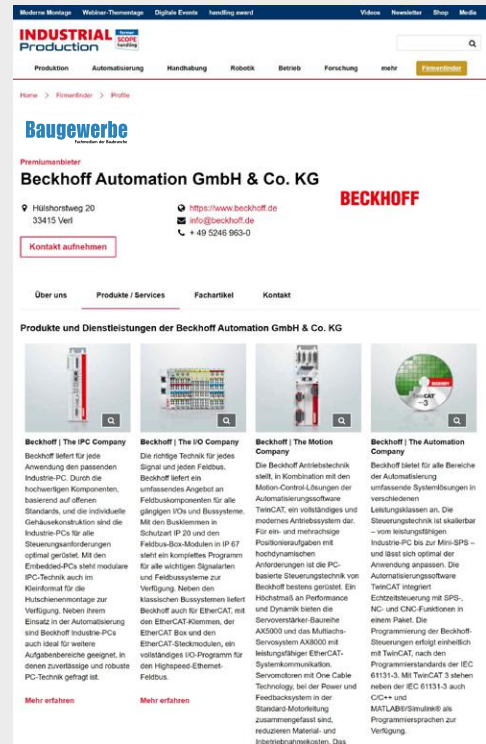 Moderne Montage Webinar-Thementage Digitale Events handling award Videos Newsletter Shop Media
INDUSTRIAL
Production
former
SCOPE
handling
Produktion Automatisierung Handhabung Robotik Betrieb Forschung mehr Firmenfinder
Home > Firmenfinder > Profile
Baugewerbe
Fachmedium der Baubranche
Premiumanbieter
Beckhoff Automation GmbH & Co. KG
Hülshorstweg 20
33415 Verl
https://www.beckhoff.de
info@beckhoff.de
+ 49 5246 963-0
BECKHOFF
Kontakt aufnehmen
Über uns Produkte / Services Fachartikel Kontakt
Produkte und Dienstleistungen der Beckhoff Automation GmbH & Co. KG
Beckhoff | The IPC Company
Beckhoff liefert für jede
Anwendung den passenden
Industrie-PC. Durch die
hochwertigen Komponenten,
basierend auf offenen
Standards, und die individuelle
Gehäusekonstruktion sind die
Industrie-PCs für alle
Steuerungsanforderungen
optimal gerüstet. Mit den
Embedded-PCs steht modulare
IPC-Technik auch im
Kleinformat für die
Hutschienenmontage zur
Verfügung. Neben ihrem
Einsatz in der Automatisierung
sind Beckhoff Industrie-PCs
auch ideal für weitere
Aufgabenbereiche geeignet, in
denen zuverlässige und robuste
PC-Technik gefragt ist.
Mehr erfahren
Beckhoff | The I/O Company
Die richtige Technik für jedes
Signal und jeden Feldbus.
Beckhoff liefert ein
umfassendes Angebot an
Feldbuskomponenten für alle
gängigen I/Os und Bussysteme.
Mit den Busklemmen in
Schutzart IP 20 und den
Feldbus-Box-Modulen in IP 67
steht ein komplettes Programm
für alle wichtigen Signalarten
und Feldbussysteme zur
Verfügung. Neben den
klassischen Bussystemen liefert
Beckhoff auch für EtherCAT, mit
den EtherCAT-Klemmen, der
EtherCAT Box und den
EtherCAT-Steckmodulen, ein
vollständiges I/O-Programm für
den Highspeed-Ethernet-
Feldbus.
Mehr erfahren
Beckhoff | The Motion
Company
Die Beckhoff Antriebstechnik
stellt, in Kombination mit den
Motion-Control-Lösungen der
Automatisierungssoftware
TwinCAT, ein vollständiges und
modernes Antriebssystem dar.
Für ein- und mehrachsige
Positionieraufgaben mit
hochdynamischen
Anforderungen ist die PC-
basierte Steuerungstechnik von
Beckhoff bestens gerüstet. Ein
Höchstmaß an Performance
und Dynamik bieten die
Servoverstärker-Baureihe
AX5000 und das Multiachs-
Servosystem AX8000 mit
leistungsfähiger EtherCAT-
Systemkommunikation.
Servomotoren mit One Cable
Technology, bei der Power und
Feedbacksystem in der
Standard-Motorleitung
zusammengefasst sind,
reduzieren Material- und
Inbetriebnahmekosten. Das
BECKHOFF
TwinCAT
3
Beckhoff | The Automation
Company
Beckhoff bietet für alle Bereiche
der Automatisierung
umfassende Systemlösungen in
verschiedenen
Leistungsklassen an. Die
Steuerungstechnik ist skalierbar
– vom leistungsfähigen
Industrie-PC bis zur Mini-SPS –
und lässt sich optimal der
Anwendung anpassen. Die
Automatisierungssoftware
TwinCAT integriert
Echtzeitsteuerung mit SPS-,
NC- und CNC-Funktionen in
einem Paket. Die
Programmierung der Beckhoff-
Steuerungen erfolgt einheitlich
mit TwinCAT, nach den
Programmierstandards der IEC
61131-3. Mit TwinCAT 3 stehen
neben der IEC 61131-3 auch
C/C++ und
MATLAB®/Simulink® als
Programmiersprachen zur
Verfügung.